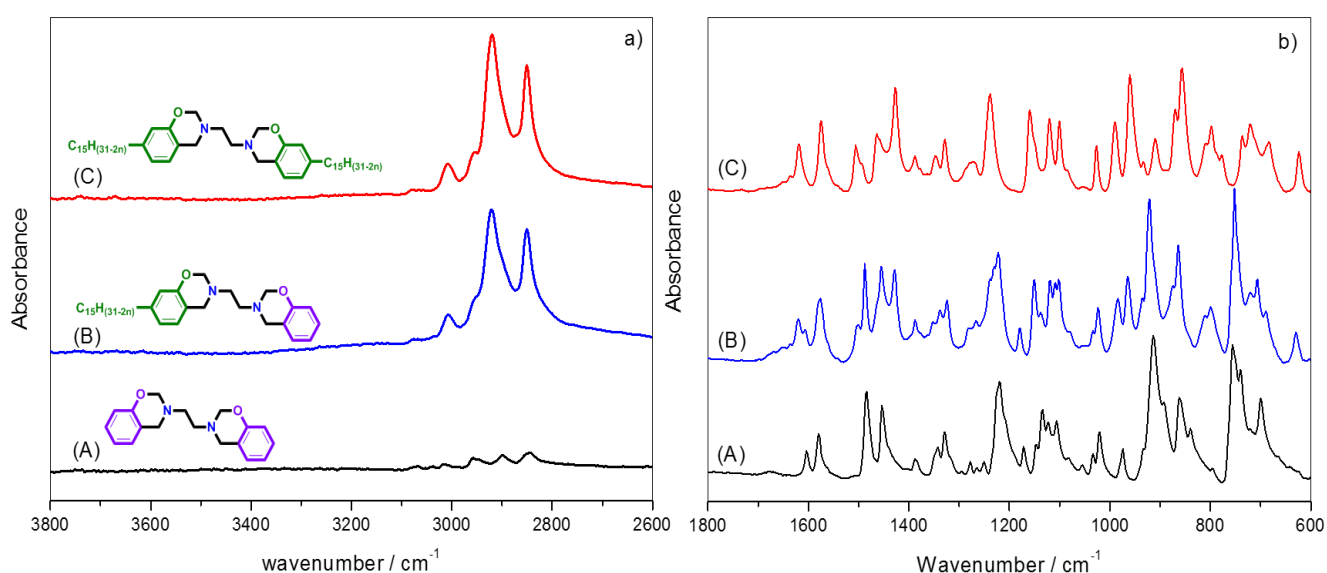 a)
Absorbance
O
N
N
O
C15H(31-2n)
C15H(31-2n)
(C)
O
N
N
O
C15H(31-2n)
(B)
O
N
N
O
(A)
3800 3600 3400 3200 3000 2800 2600
wavenumber / cm-1
b)
Absorbance
(C)
(B)
(A)
1800 1600 1400 1200 1000 800 600
Wavenumber / cm-1